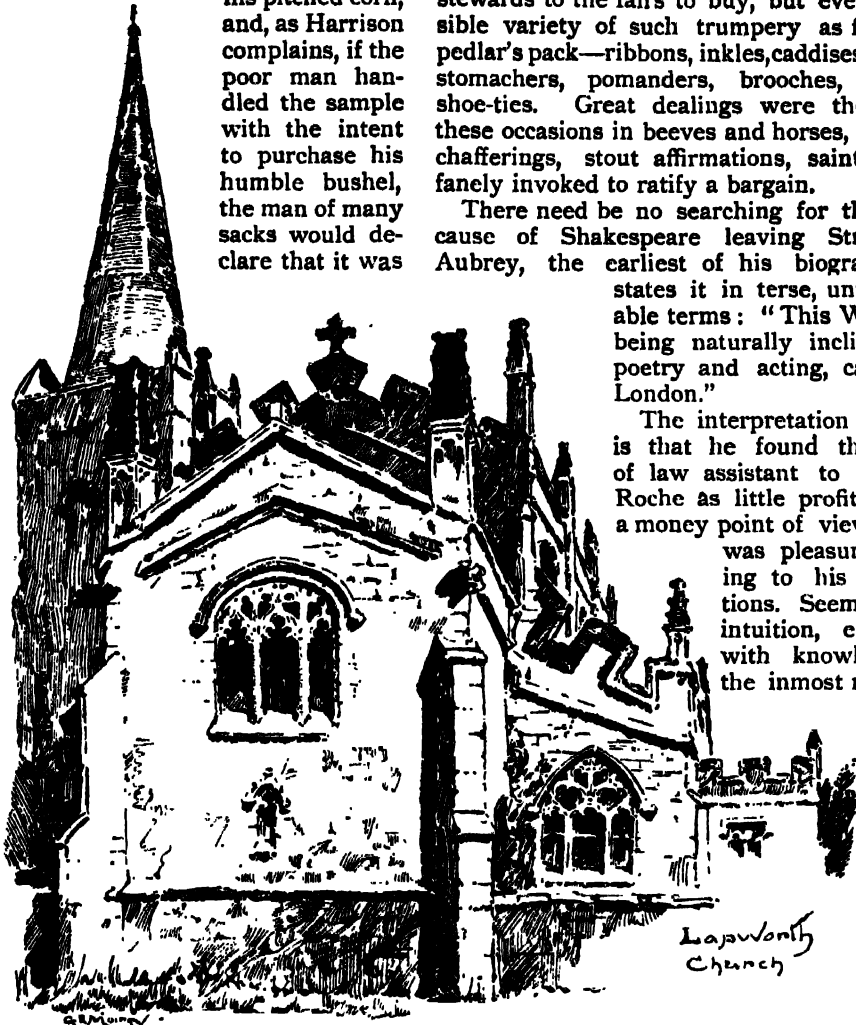 his pitched corn,
and, as Harrison
complains, if the
poor man han-
dled the sample
with the intent
to purchase his
humble bushel,
the man of many
sacks would de-
clare that it was
stewards to the fairs to buy, but eve
sible variety of such trumpery as f
pedlar's pack—ribbons, inkles, caddises
stomachers, pomanders, brooches,
shoe-ties. Great dealings were th
these occasions in beeves and horses,
chafferings, stout affirmations, saint
fanely invoked to ratify a bargain.
There need be no searching for th
cause of Shakespeare leaving Str
Aubrey, the earliest of his biogra
states it in terse, un
able terms: “This W
being naturally incli
poetry and acting, ca
London.”
The interpretation
is that he found th
of law assistant to
Roche as little profit
a money point of view
was pleasur
ing to his
tions. Seem
intuition, e
with knowl
the inmost
Lapworth
Church